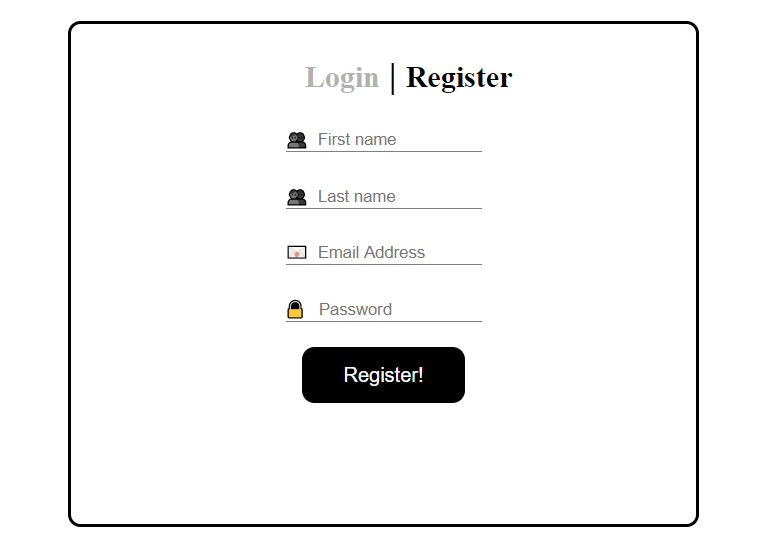 Login | Register
First name
Last name
Email Address
Password
Register!